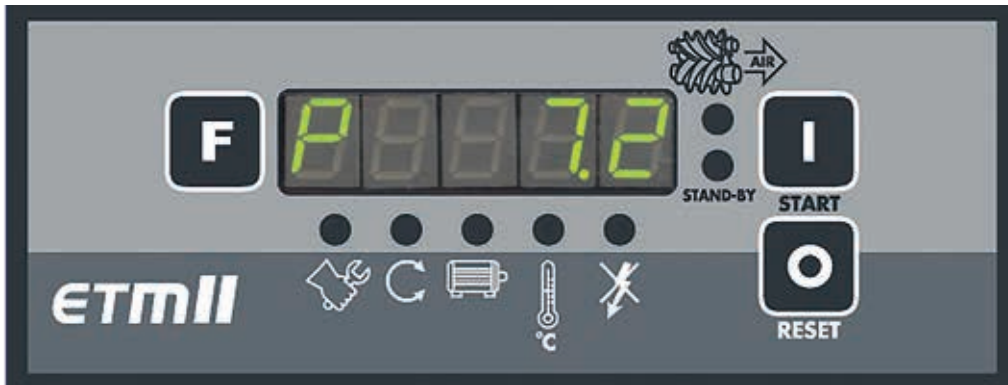 AIR
F
P 7.2
I
STAND-BY
START
ETMII
°C
O
RESET